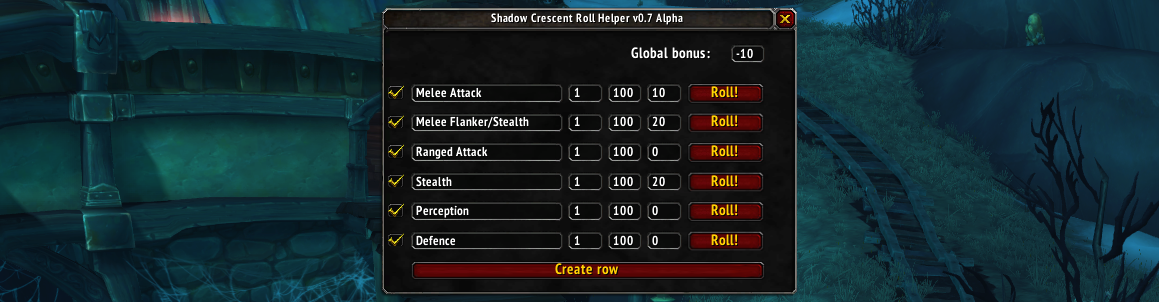 Shadow Crescent Roll Helper v0.7 Alpha
Global bonus: -10
Melee Attack 1 100 10 Roll!
Melee Flanker/Stealth 1 100 20 Roll!
Ranged Attack 1 100 0 Roll!
Stealth 1 100 20 Roll!
Perception 1 100 0 Roll!
Defence 1 100 0 Roll!
Create row